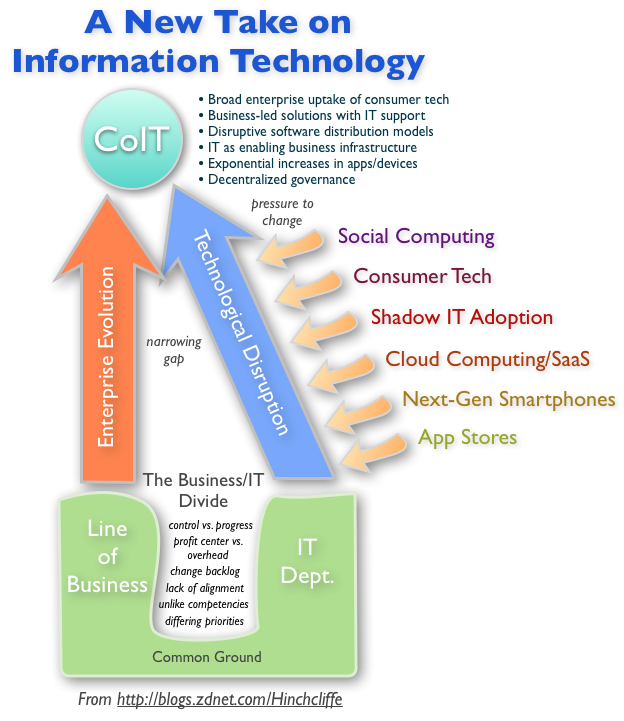 A New Take on
Information Technology
CoIT
• Broad enterprise uptake of consumer tech
• Business-led solutions with IT support
• Disruptive software distribution models
• IT as enabling business infrastructure
• Exponential increases in apps/devices
• Decentralized governance
pressure to
change
Social Computing
Consumer Tech
Shadow IT Adoption
Cloud Computing/SaaS
Next-Gen Smartphones
App Stores
Technological Disruption
Enterprise Evolution
narrowing
gap
The Business/IT
Divide
control vs. progress
profit center vs.
overhead
change backlog
lack of alignment
unlike competencies
differing priorities
Line
of
Business
IT
Dept.
Common Ground
From http://blogs.zdnet.com/Hinchcliffe